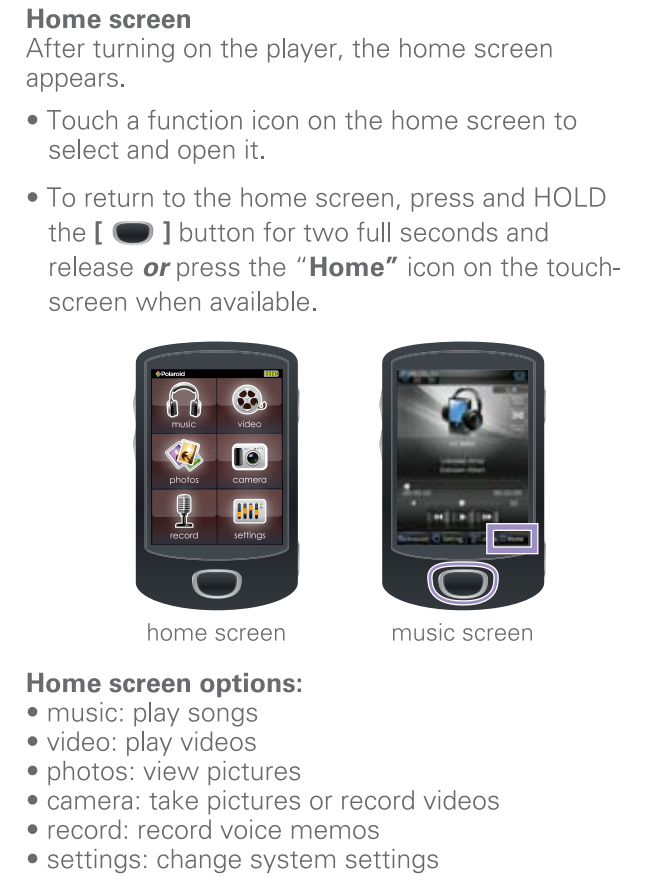 Home screen
After turning on the player, the home screen
appears.
• Touch a function icon on the home screen to
select and open it.
• To return to the home screen, press and HOLD
the [ ] button for two full seconds and
release or press the “Home” icon on the touch-
screen when available.
Polaroid
music video
photos camera
record settings
Home
home screen music screen
Home screen options:
• music: play songs
• video: play videos
• photos: view pictures
• camera: take pictures or record videos
• record: record voice memos
• settings: change system settings